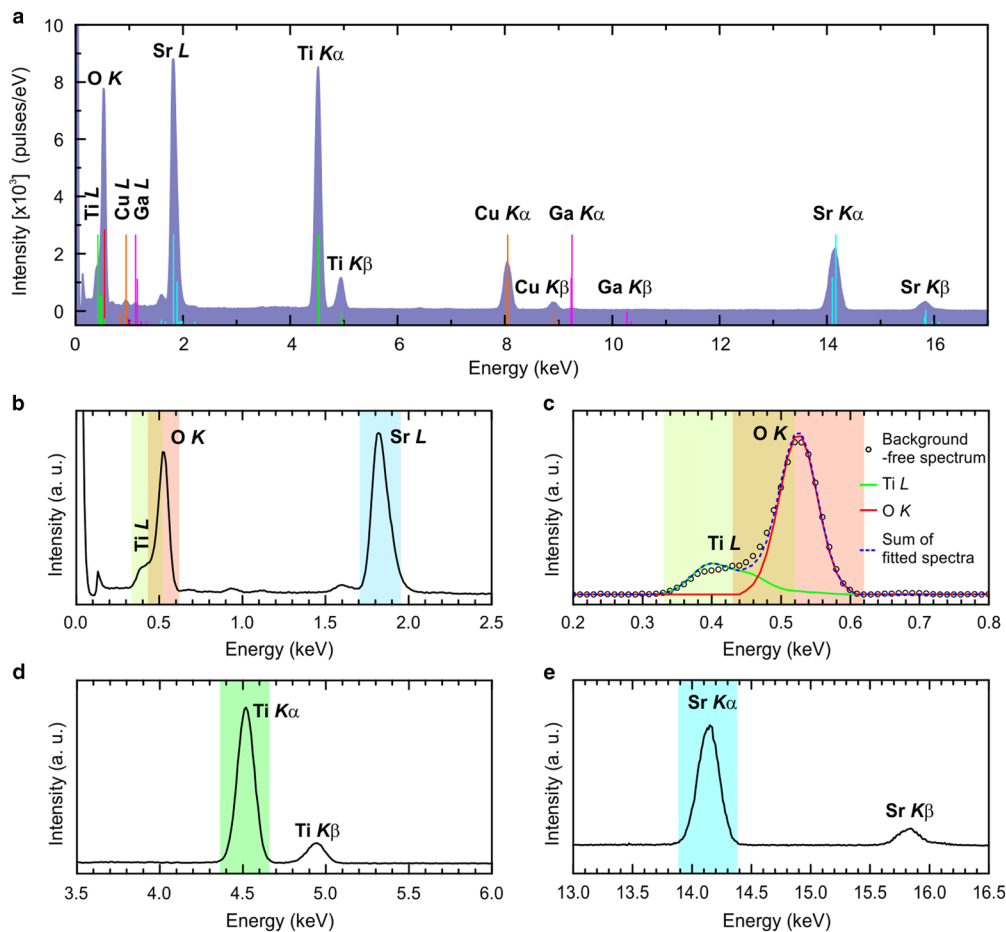 a
Intensity [x10³] (pulses/eV)
10
8
6
4
2
0
O K
Sr L
Ti Kα
Ti L
Cu L
Ga L
Ti Kβ
Cu Kα
Ga Kα
Cu Kβ
Ga Kβ
Sr Kα
Sr Kβ
0 2 4 6 8 10 12 14 16
Energy (keV)
b
Intensity (a. u.)
O K
Sr L
Ti L
0.0 0.5 1.0 1.5 2.0 2.5
Energy (keV)
c
Intensity (a. u.)
O K
Ti L
Background
-free spectrum
Ti L
O K
Sum of
fitted spectra
0.2 0.3 0.4 0.5 0.6 0.7 0.8
Energy (keV)
d
Intensity (a. u.)
Ti Kα
Ti Kβ
3.5 4.0 4.5 5.0 5.5 6.0
Energy (keV)
e
Intensity (a. u.)
Sr Kα
Sr Kβ
13.0 13.5 14.0 14.5 15.0 15.5 16.0 16.5
Energy (keV)